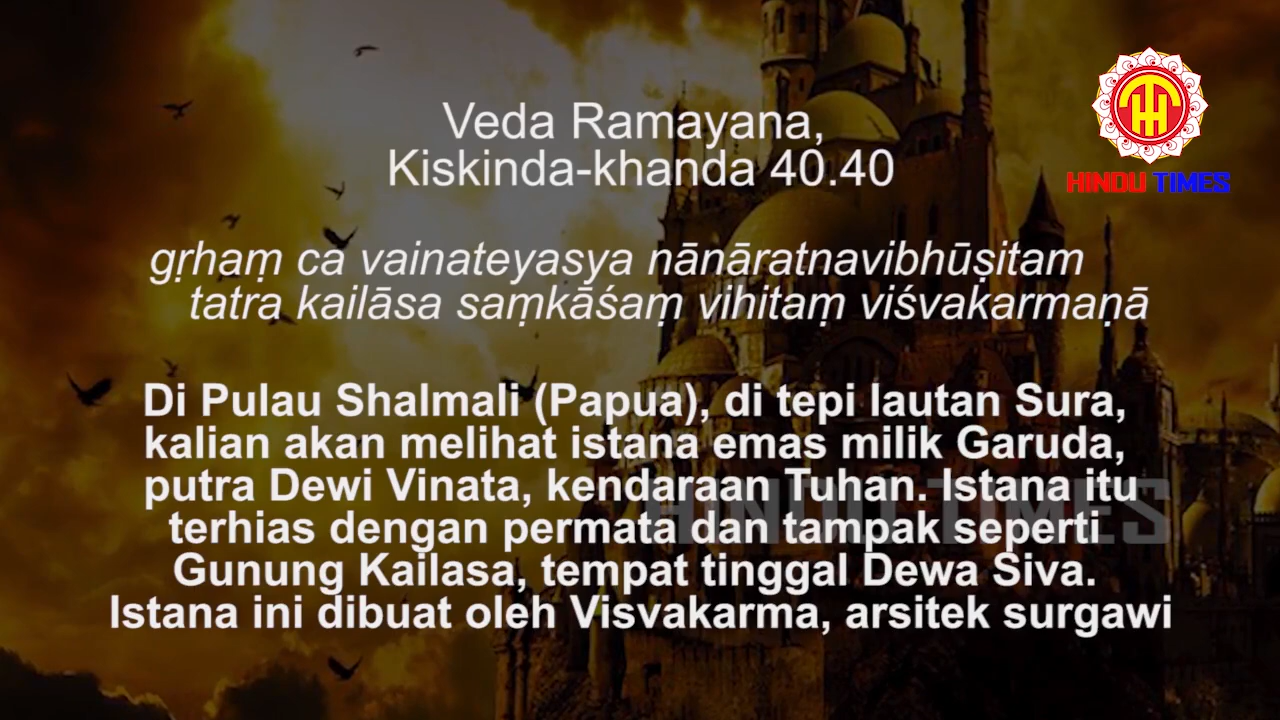 HINDU TIMES
Veda Ramayana,
Kiskinda-khanda 40.40
gṛhaṃ ca vainateyasya nānāratnavibhūṣitam
tatra kailāsa saṃkāśaṃ vihitaṃ viśvakarmaṇā
Di Pulau Shalmali (Papua), di tepi lautan Sura,
kalian akan melihat istana emas milik Garuda,
putra Dewi Vinata, kendaraan Tuhan. Istana itu
terhias dengan permata dan tampak seperti
Gunung Kailasa, tempat tinggal Dewa Siva.
Istana ini dibuat oleh Visvakarma, arsitek surgawi
HINDU TIMES